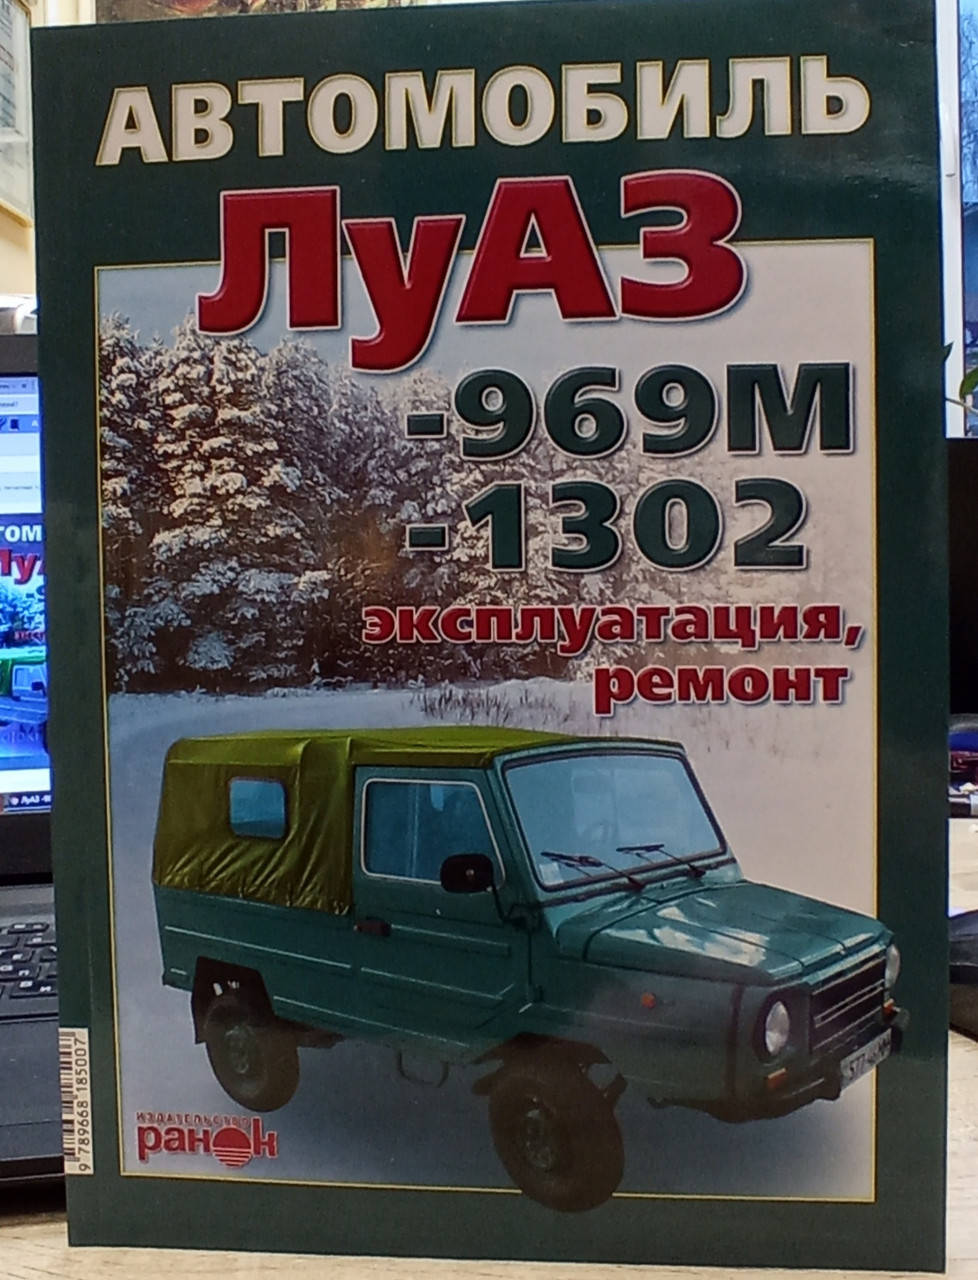 АВТОМОБИЛЬ
ЛуАЗ
-969М
-1302
эксплуатация,
ремонт
ИЗДАТЕЛЬСТВО
ранок
9 789668 185007